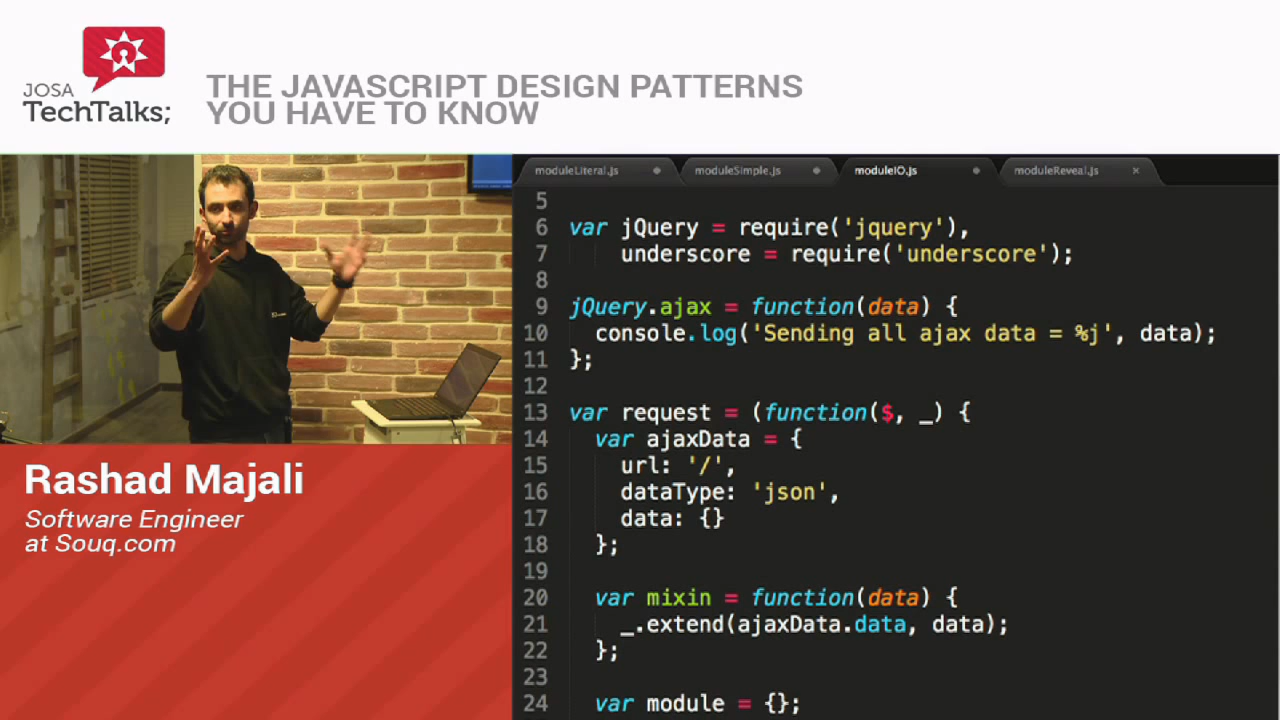 JOSA
TechTalks;
THE JAVASCRIPT DESIGN PATTERNS
YOU HAVE TO KNOW
moduleLiteral.js
moduleSimple.js
moduleIO.js
moduleReveal.js
5
6 var jQuery = require('jquery'),
7 underscore = require('underscore');
8
9 jQuery.ajax = function(data) {
10 console.log('Sending all ajax data = %j', data);
11 };
12
13 var request = (function($, _) {
14 var ajaxData = {
15 url: '/',
16 dataType: 'json',
17 data: {}
18 };
19
20 var mixin = function(data) {
21 _.extend(ajaxData.data, data);
22 };
23
24 var module = {};
Rashad Majali
Software Engineer
at Souq.com